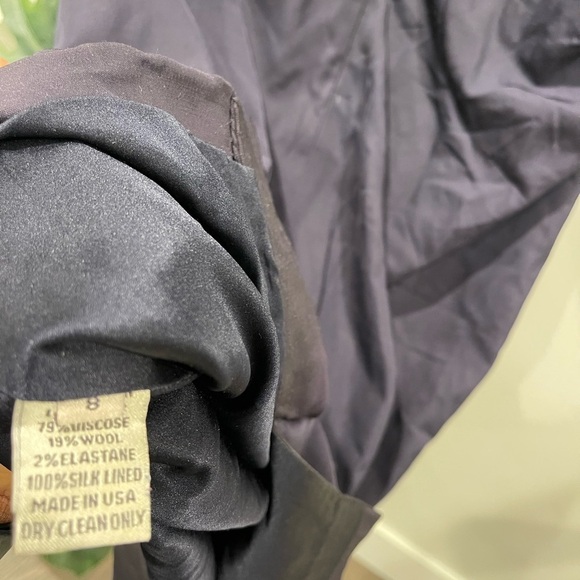 8
79%VISCOSE
19%WOOL
2%ELASTANE
100%SILK LINED
MADE IN USA
DRY CLEAN ONLY